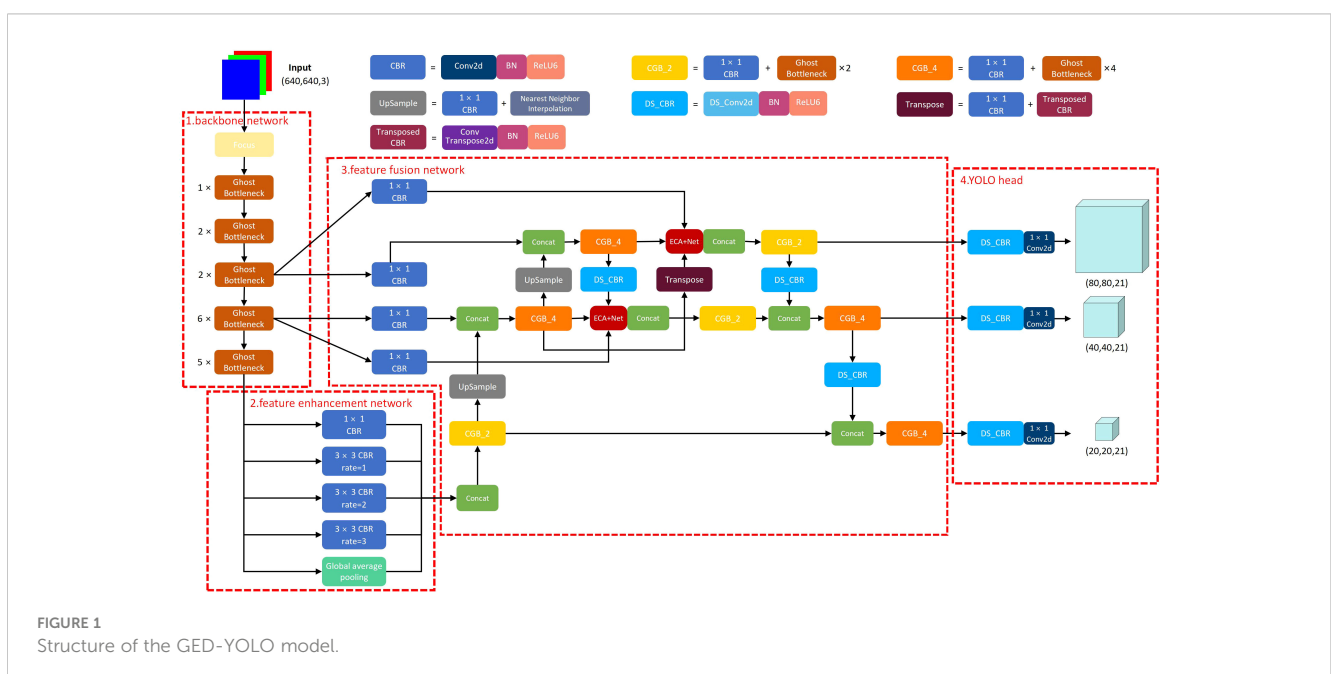 Input
(640,640,3)
CBR = Conv2d BN ReLU6
CGB_2 = 1 × 1 CBR + Ghost Bottleneck ×2
CGB_4 = 1 × 1 CBR + Ghost Bottleneck ×4
UpSample = 1 × 1 CBR + Nearest Neighbor Interpolation
DS_CBR = DS_Conv2d BN ReLU6
Transpose = 1 × 1 CBR + Transposed CBR
Transposed CBR = Conv Transpose2d BN ReLU6
1.backbone network
Focus
1 × Ghost Bottleneck
2 × Ghost Bottleneck
2 × Ghost Bottleneck
6 × Ghost Bottleneck
5 × Ghost Bottleneck
2.feature enhancement network
1 × 1
CBR
3 × 3 CBR
rate=1
3 × 3 CBR
rate=2
3 × 3 CBR
rate=3
Global average
pooling
3.feature fusion network
1 × 1
CBR
Concat CGB_4 ECA+Net Concat CGB_2
1 × 1
CBR
UpSample DS_CBR Transpose DS_CBR
1 × 1
CBR
Concat CGB_4 ECA+Net Concat CGB_2 Concat CGB_4
1 × 1
CBR
UpSample DS_CBR
CGB_2 Concat CGB_4
Concat
4.YOLO head
DS_CBR 1 × 1 Conv2d
(80,80,21)
DS_CBR 1 × 1 Conv2d
(40,40,21)
DS_CBR 1 × 1 Conv2d
(20,20,21)
FIGURE 1
Structure of the GED-YOLO model.